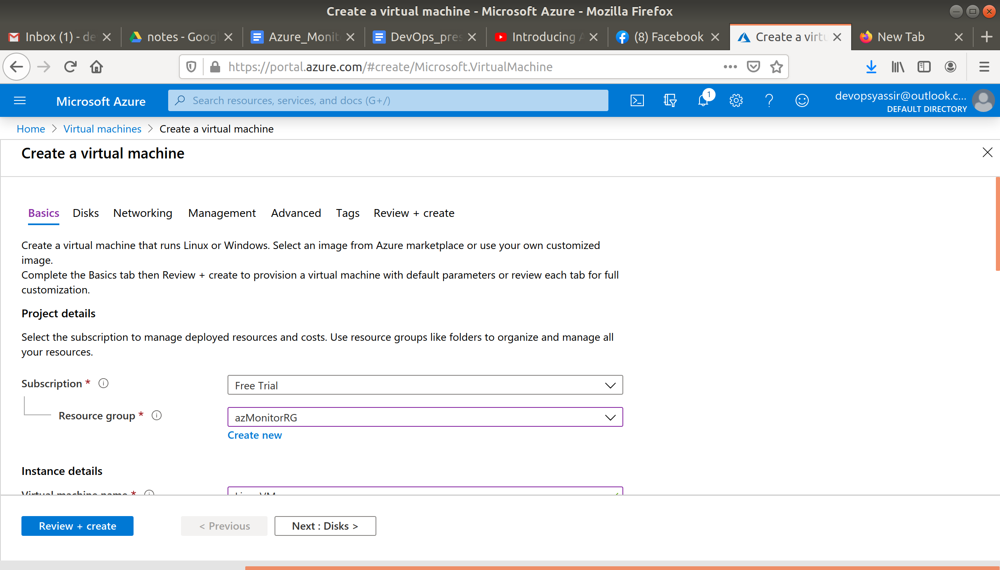 Create a virtual machine - Microsoft Azure - Mozilla Firefox
Inbox (1) - de
notes - Googl
Azure_Monit
DevOps_pres
Introducing A
(8) Facebook
Create a virtu
New Tab
https://portal.azure.com/#create/Microsoft.VirtualMachine
Microsoft Azure
Search resources, services, and docs (G+/)
1
devopsyassir@outlook.c...
DEFAULT DIRECTORY
Home > Virtual machines > Create a virtual machine
Create a virtual machine
Basics Disks Networking Management Advanced Tags Review + create
Create a virtual machine that runs Linux or Windows. Select an image from Azure marketplace or use your own customized
image.
Complete the Basics tab then Review + create to provision a virtual machine with default parameters or review each tab for full
customization.
Project details
Select the subscription to manage deployed resources and costs. Use resource groups like folders to organize and manage all
your resources.
Subscription *
Free Trial
Resource group *
azMonitorRG
Create new
Instance details
Virtual machine name *
Review + create
< Previous
Next : Disks >